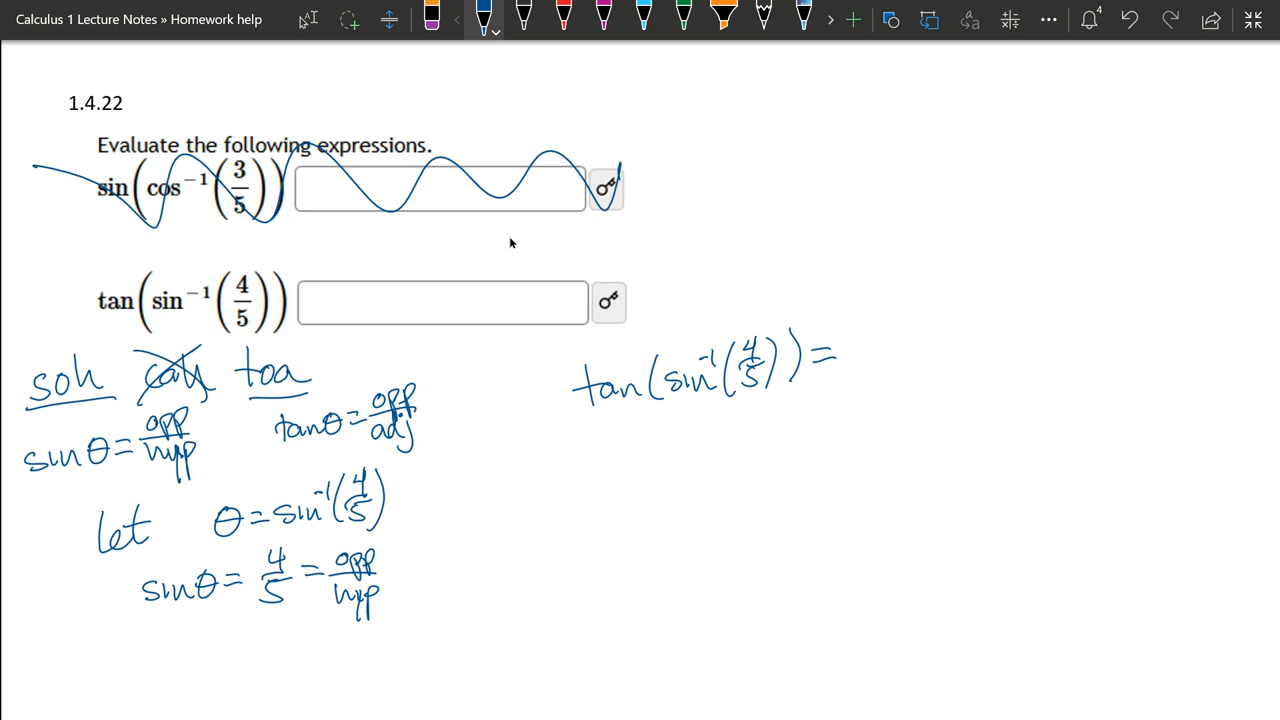 Calculus 1 Lecture Notes » Homework help
4
1.4.22
Evaluate the following expressions.
sin(cos⁻¹(3/5))
tan(sin⁻¹(4/5))
soh cah toa
tan(sin⁻¹(4/5)) =
sinθ = opp/hyp
tanθ = opp/adj
let θ = sin⁻¹(4/5)
sinθ = 4/5 = opp/hyp